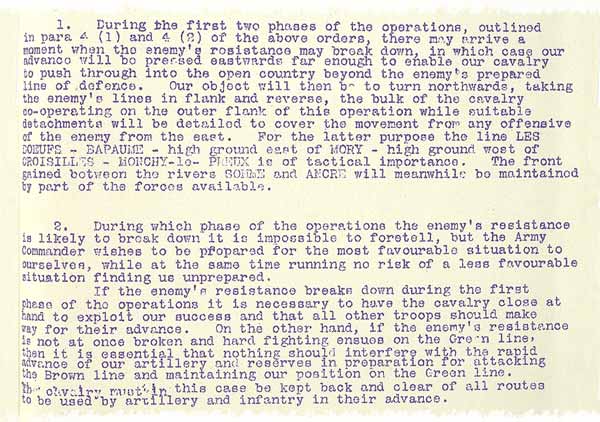 1. During the first two phases of the operations, outlined
in para 4 (1) and 4 (2) of the above orders, there may arrive a
moment when the enemy's resistance may break down, in which case our
advance will be pressed eastwards far enough to enable our cavalry
to push through into the open country beyond the enemy's prepared
line of defence. Our object will then be to turn northwards, taking
the enemy's lines in flank and reverse, the bulk of the cavalry
co-operating on the outer flank of this operation while suitable
detachments will be detailed to cover the movement from any offensive
of the enemy from the east. For the latter purpose the line LES
BOEUFS - BAPAUME - high ground east of MORY - high ground west of
CROISILLES - MONCHY-le- PREUX is of tactical importance. The front
gained between the rivers SOMME and ANCRE will meanwhile be maintained
by part of the forces available.
2. During which phase of the operations the enemy's resistance
is likely to break down it is impossible to foretell, but the Army
Commander wishes to be prepared for the most favourable situation to
ourselves, while at the same time running no risk of a less favourable
situation finding us unprepared.
If the enemy's resistance breaks down during the first
phase of the operations it is necessary to have the cavalry close at
hand to exploit our success and that all other troops should make
way for their advance. On the other hand, if the enemy's resistance
is not at once broken and hard fighting ensues on the Green line,
then it is essential that nothing should interfere with the rapid
advance of our artillery and reserves in preparation for attacking
the Brown line and maintaining our position on the Green line.
The cavalry must in this case be kept back and clear of all routes
to be used by artillery and infantry in their advance.